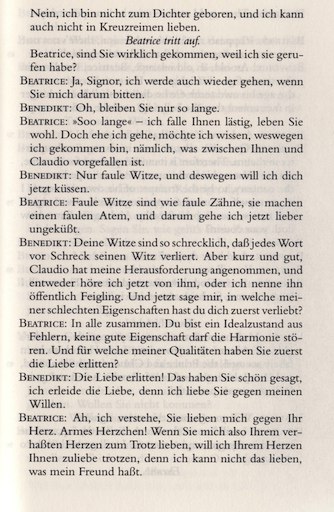 Nein, ich bin nicht zum Dichter geboren, und ich kann
auch nicht in Kreuzreimen lieben.
Beatrice tritt auf.
Beatrice, sind Sie wirklich gekommen, weil ich sie ge-
rufen habe?
BEATRICE: Ja, Signor, ich werde auch wieder gehen, wenn
Sie mich darum bitten.
BENEDIKT: Oh, bleiben Sie nur so lange.
BEATRICE: »Soo lange« – ich falle Ihnen lästig, leben Sie
wohl. Doch ehe ich gehe, möchte ich wissen, weswegen
ich gekommen bin, nämlich, was zwischen Ihnen und
Claudio vorgefallen ist.
BENEDIKT: Nur faule Witze, und deswegen will ich dich
jetzt küssen.
BEATRICE: Faule Witze sind wie faule Zähne, sie machen
einen faulen Atem, und darum gehe ich jetzt lieber
ungeküßt.
BENEDIKT: Deine Witze sind so schrecklich, daß jedes Wort
vor Schreck seinen Witz verliert. Aber kurz und gut,
Claudio hat meine Herausforderung angenommen, und
entweder höre ich jetzt von ihm, oder ich nenne ihn
öffentlich Feigling. Und jetzt sage mir, in welche mei-
ner schlechten Eigenschaften hast du dich zuerst verliebt?
BEATRICE: In alle zusammen. Du bist ein Idealzustand aus
Fehlern, keine gute Eigenschaft darf die Harmonie stö-
ren. Und für welche meiner Qualitäten haben Sie zuerst
die Liebe erlitten?
BENEDIKT: Die Liebe erlitten! Das haben Sie schön gesagt,
ich erleide die Liebe, denn ich liebe Sie gegen meinen
Willen.
BEATRICE: Ah, ich verstehe, Sie lieben mich gegen Ihr
Herz. Armes Herzchen! Wenn Sie mich also Ihrem ver-
haßten Herzen zum Trotz lieben, will ich Ihrem Herzen
Ihnen zuliebe trotzen, denn ich kann nicht das lieben,
was mein Freund haßt.